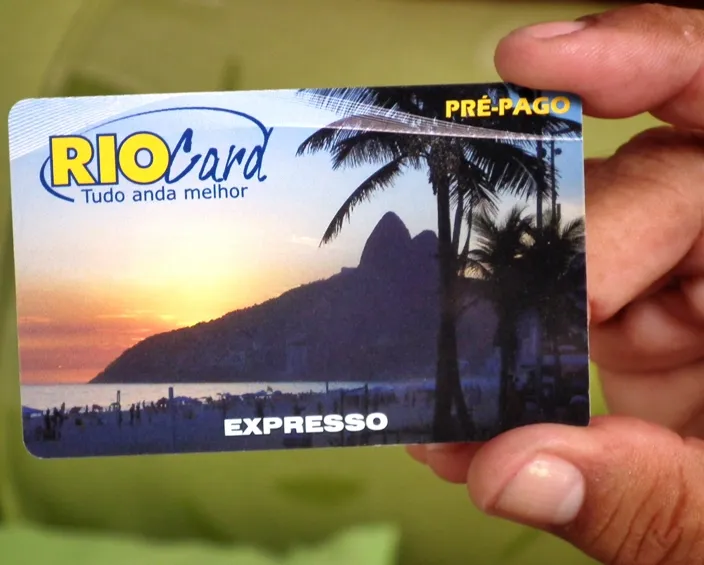 PRÉ-PAGO
RIOCard
Tudo anda melhor
EXPRESSO